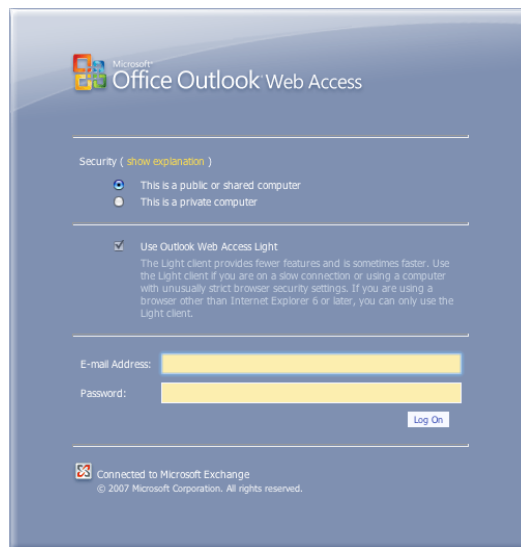 Microsoft®
Office Outlook® Web Access
Security ( show explanation )
This is a public or shared computer
This is a private computer
Use Outlook Web Access Light
The Light client provides fewer features and is sometimes faster. Use
the Light client if you are on a slow connection or using a computer
with unusually strict browser security settings. If you are using a
browser other than Internet Explorer 6 or later, you can only use the
Light client.
E-mail Address:
Password:
Log On
Connected to Microsoft Exchange
© 2007 Microsoft Corporation. All rights reserved.